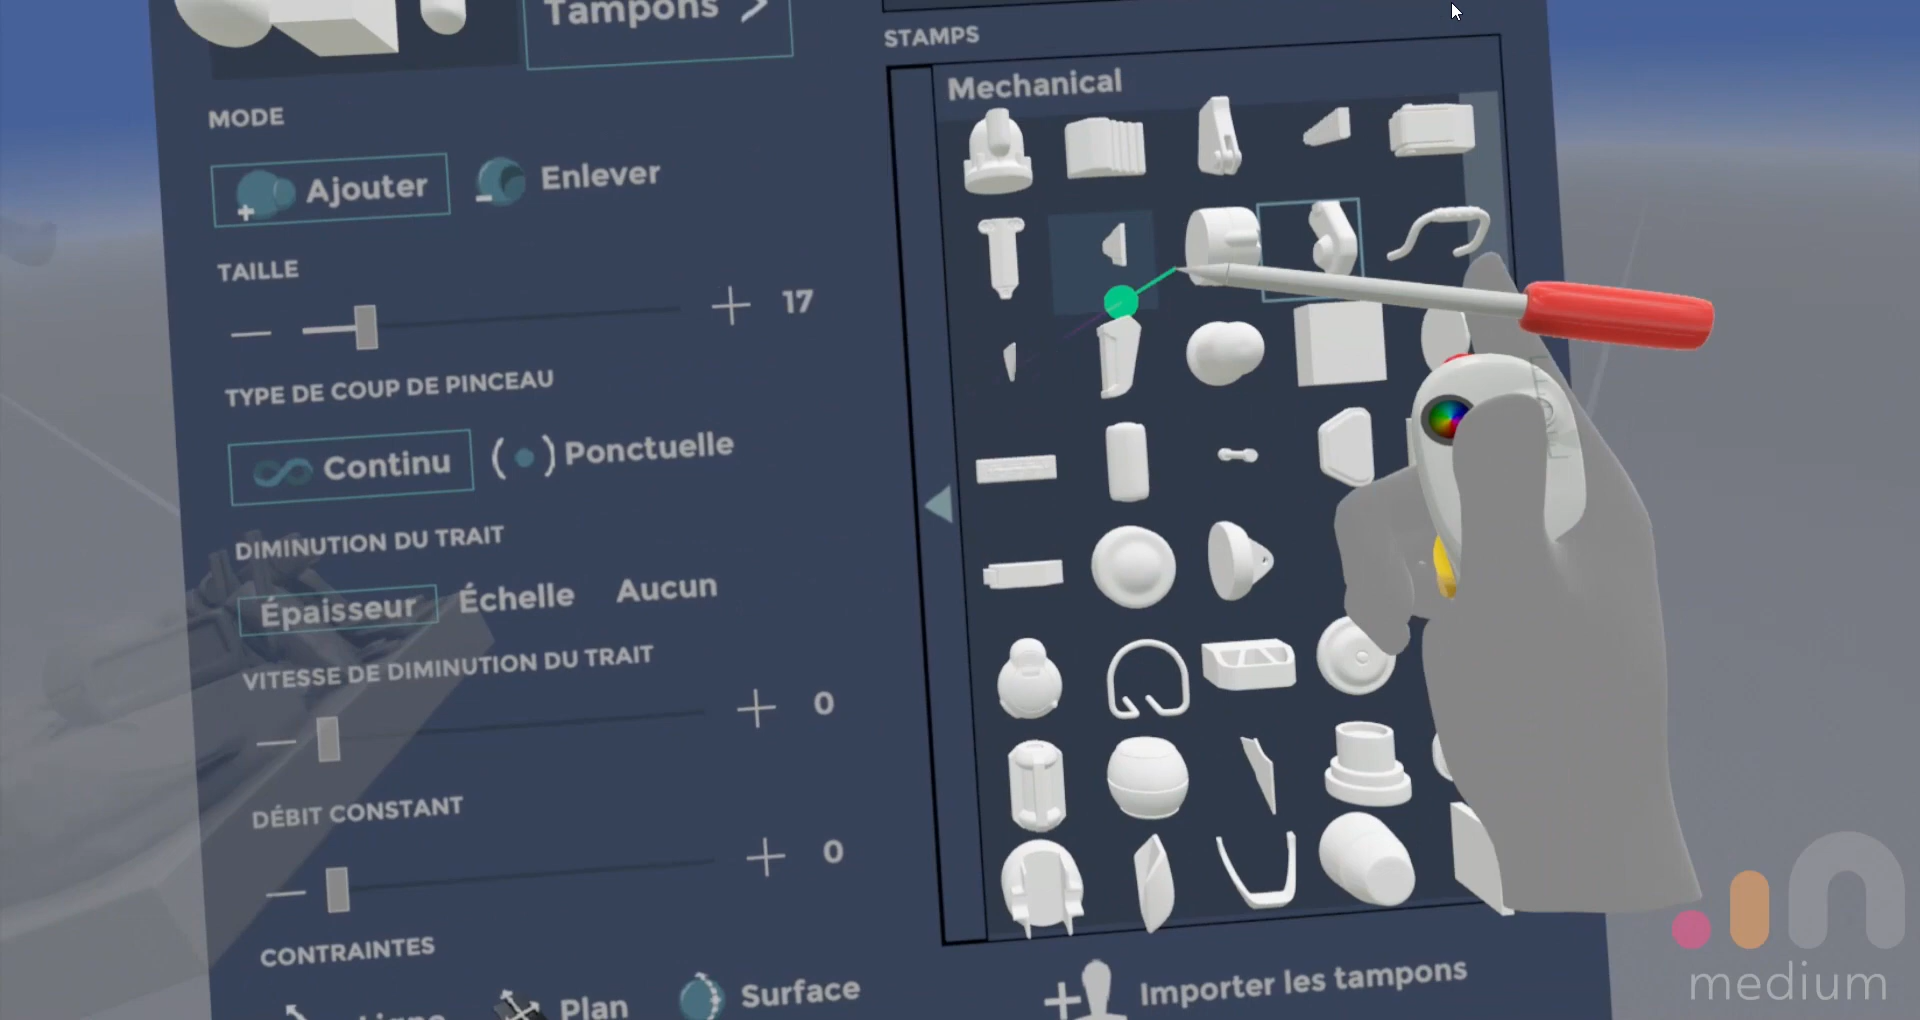 Tampons >
MODE
Ajouter
Enlever
TAILLE
17
TYPE DE COUP DE PINCEAU
Continu
Ponctuelle
DIMINUTION DU TRAIT
Épaisseur
Échelle
Aucun
VITESSE DE DIMINUTION DU TRAIT
0
DÉBIT CONSTANT
0
CONTRAINTES
Ligne
Plan
Surface
STAMPS
Mechanical
Importer les tampons
medium